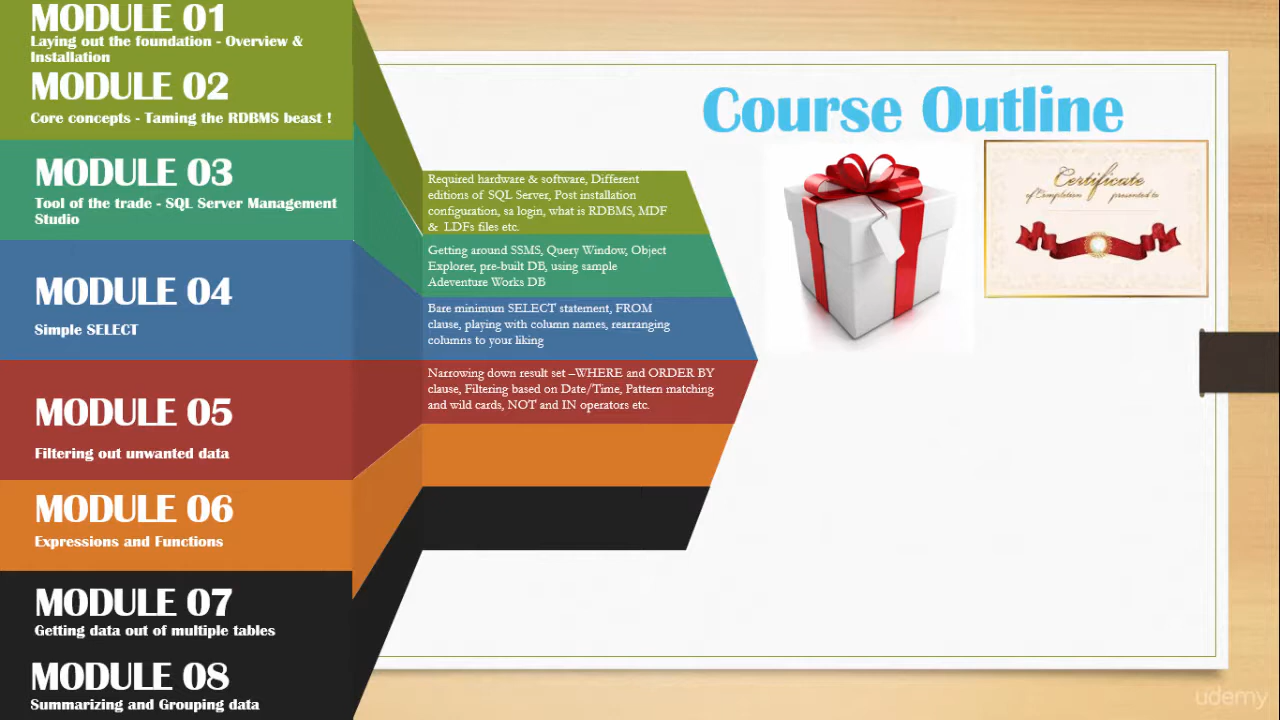 MODULE 01
Laying out the foundation - Overview &
Installation
MODULE 02
Core concepts - Taming the RDBMS beast !
MODULE 03
Tool of the trade - SQL Server Management
Studio
MODULE 04
Simple SELECT
MODULE 05
Filtering out unwanted data
MODULE 06
Expressions and Functions
MODULE 07
Getting data out of multiple tables
MODULE 08
Summarizing and Grouping data
Required hardware & software, Different
editions of SQL Server, Post installation
configuration, sa login, what is RDBMS, MDF
& LDFs files etc.
Getting around SSMS, Query Window, Object
Explorer, pre-built DB, using sample
Adeventure Works DB
Bare minimum SELECT statement, FROM
clause, playing with column names, rearranging
columns to your liking
Narrowing down result set –WHERE and ORDER BY
clause, Filtering based on Date/Time, Pattern matching
and wild cards, NOT and IN operators etc.
Course Outline
Certificate
of Completion presented to
udemy